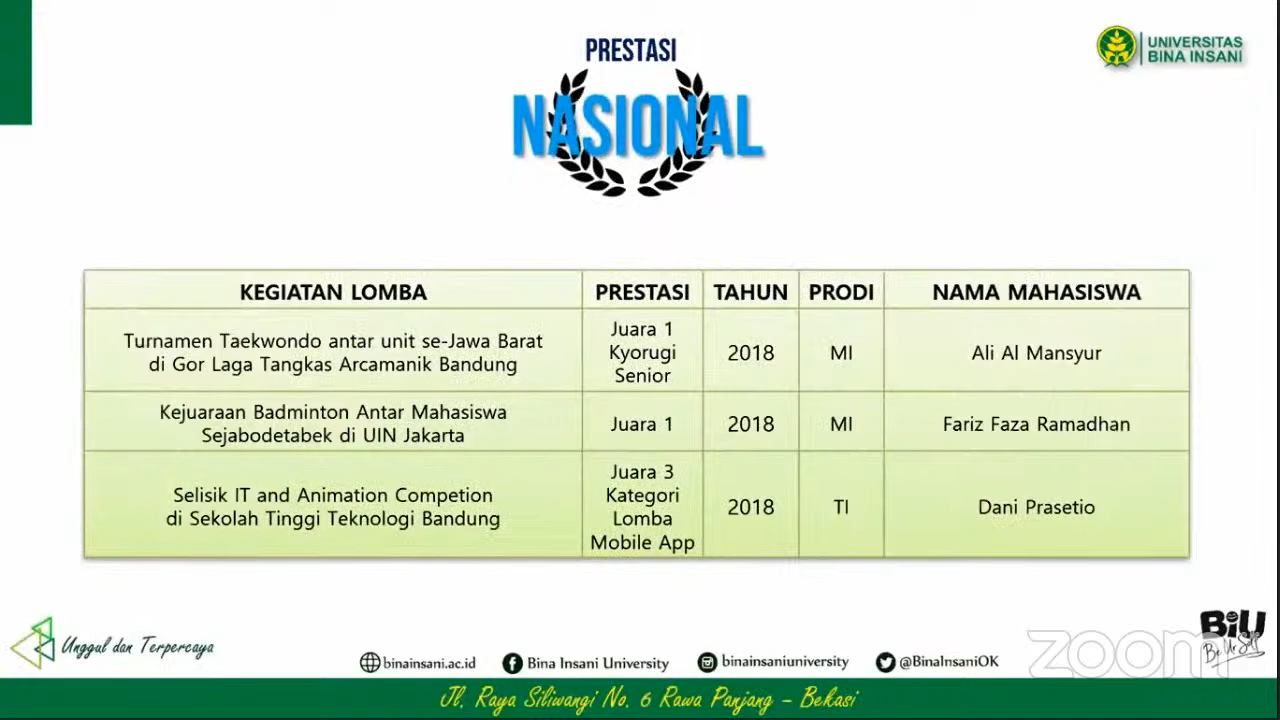 PRESTASI
NASIONAL
UNIVERSITAS
BINA INSANI
KEGIATAN LOMBA PRESTASI TAHUN PRODI NAMA MAHASISWA
Turnamen Taekwondo antar unit se-Jawa Barat
di Gor Laga Tangkas Arcamanik Bandung
Juara 1
Kyorugi
Senior
2018
MI
Ali Al Mansyur
Kejuaraan Badminton Antar Mahasiswa
Sejabodetabek di UIN Jakarta
Juara 1
2018
MI
Fariz Faza Ramadhan
Selisik IT and Animation Competion
di Sekolah Tinggi Teknologi Bandung
Juara 3
Kategori
Lomba
Mobile App
2018
TI
Dani Prasetio
Unggul dan Terpercaya
binainsani.ac.id Bina Insani University binainsaniuniversity @BinaInsaniOK
BiU
Be Ur Self
zoom
Jl. Raya Siliwangi No. 6 Rawa Panjang – Bekasi